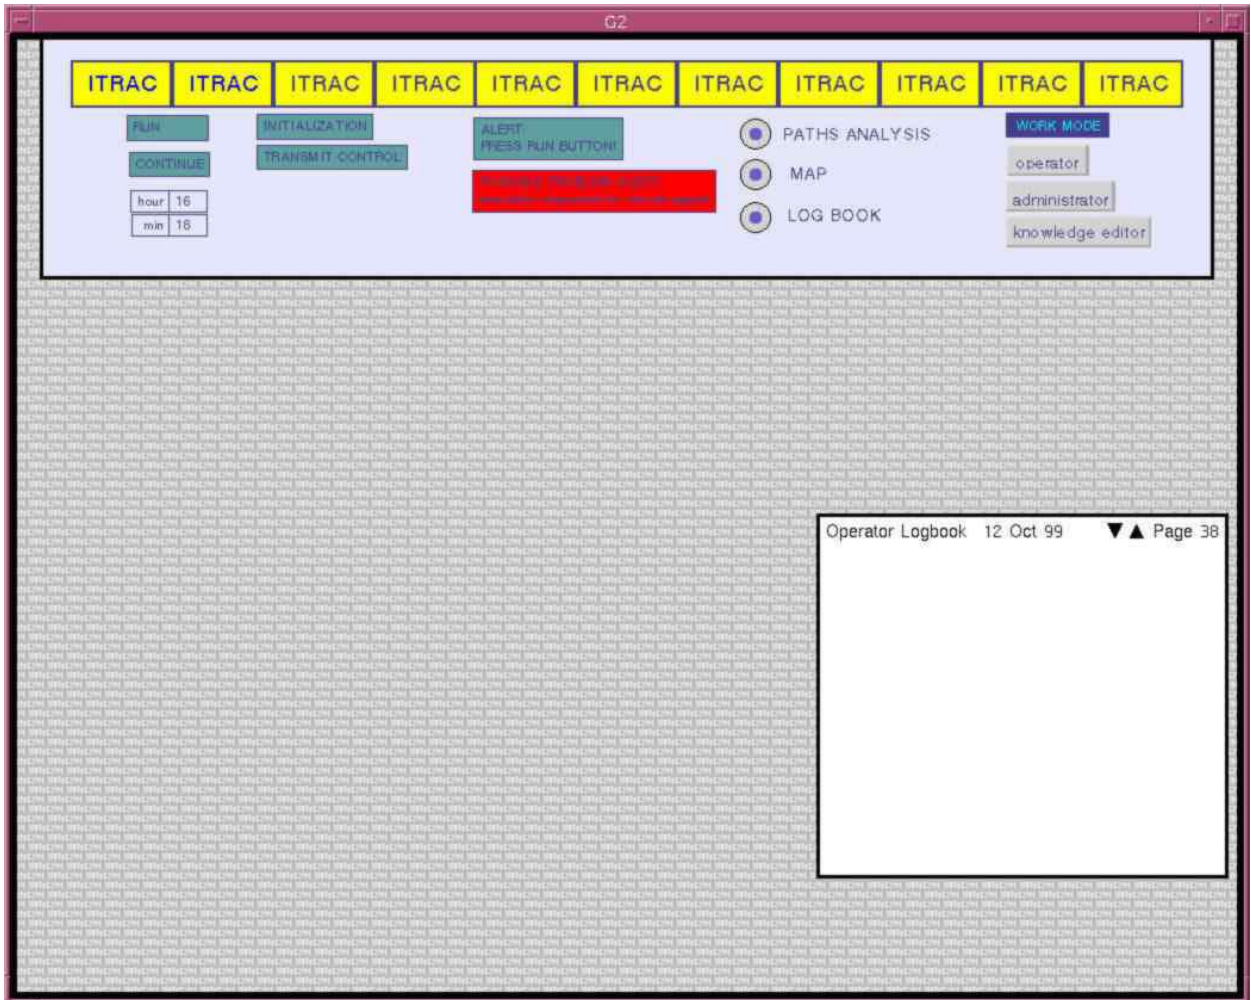 G2
ITRAC ITRAC ITRAC ITRAC ITRAC ITRAC ITRAC ITRAC ITRAC ITRAC ITRAC
RUN
CONTINUE
hour 16
min 16
INITIALIZATION
TRANSMIT CONTROL
ALERT:
PRESS RUN BUTTON!
PATHS ANALYSIS
MAP
LOG BOOK
WORK MODE
operator
administrator
knowledge editor
Operator Logbook 12 Oct 99 ▼ ▲ Page 38